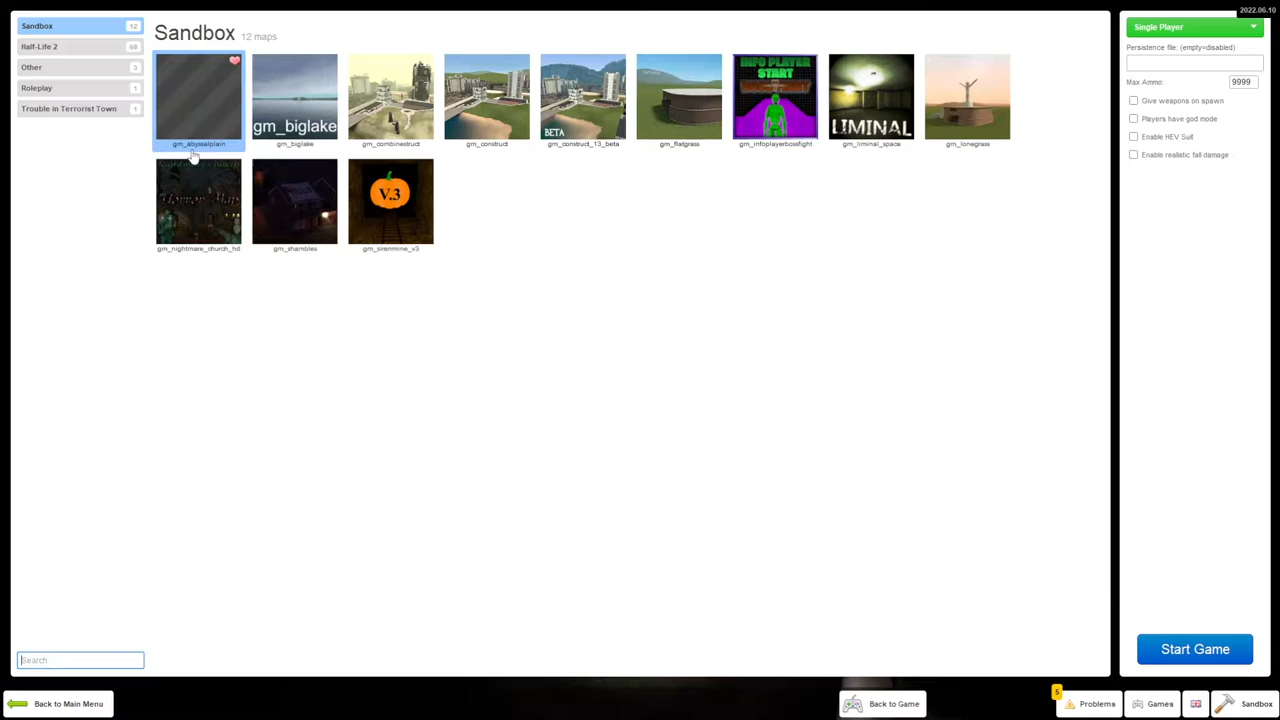 2022.06.10
Sandbox 12
Half-Life 2 68
Other 3
Roleplay 1
Trouble in Terrorist Town 1
Search
Sandbox 12 maps
gm_abyssalplain
gm_biglake
gm_biglake
gm_combinestruct
gm_construct
BETA
gm_construct_13_beta
gm_flatgrass
INFO PLAYER
START
gm_infoplayerbossfight
LIMINAL
gm_liminal_space
gm_lonegrass
Horror Map
gm_nightmare_church_hd
gm_shambles
V.3
gm_sirenmine_v3
Single Player
Persistence file: (empty=disabled)
Max Ammo: 9999
Give weapons on spawn
Players have god mode
Enable HEV Suit
Enable realistic fall damage
Start Game
Back to Main Menu
Back to Game
5
Problems
Games
Sandbox